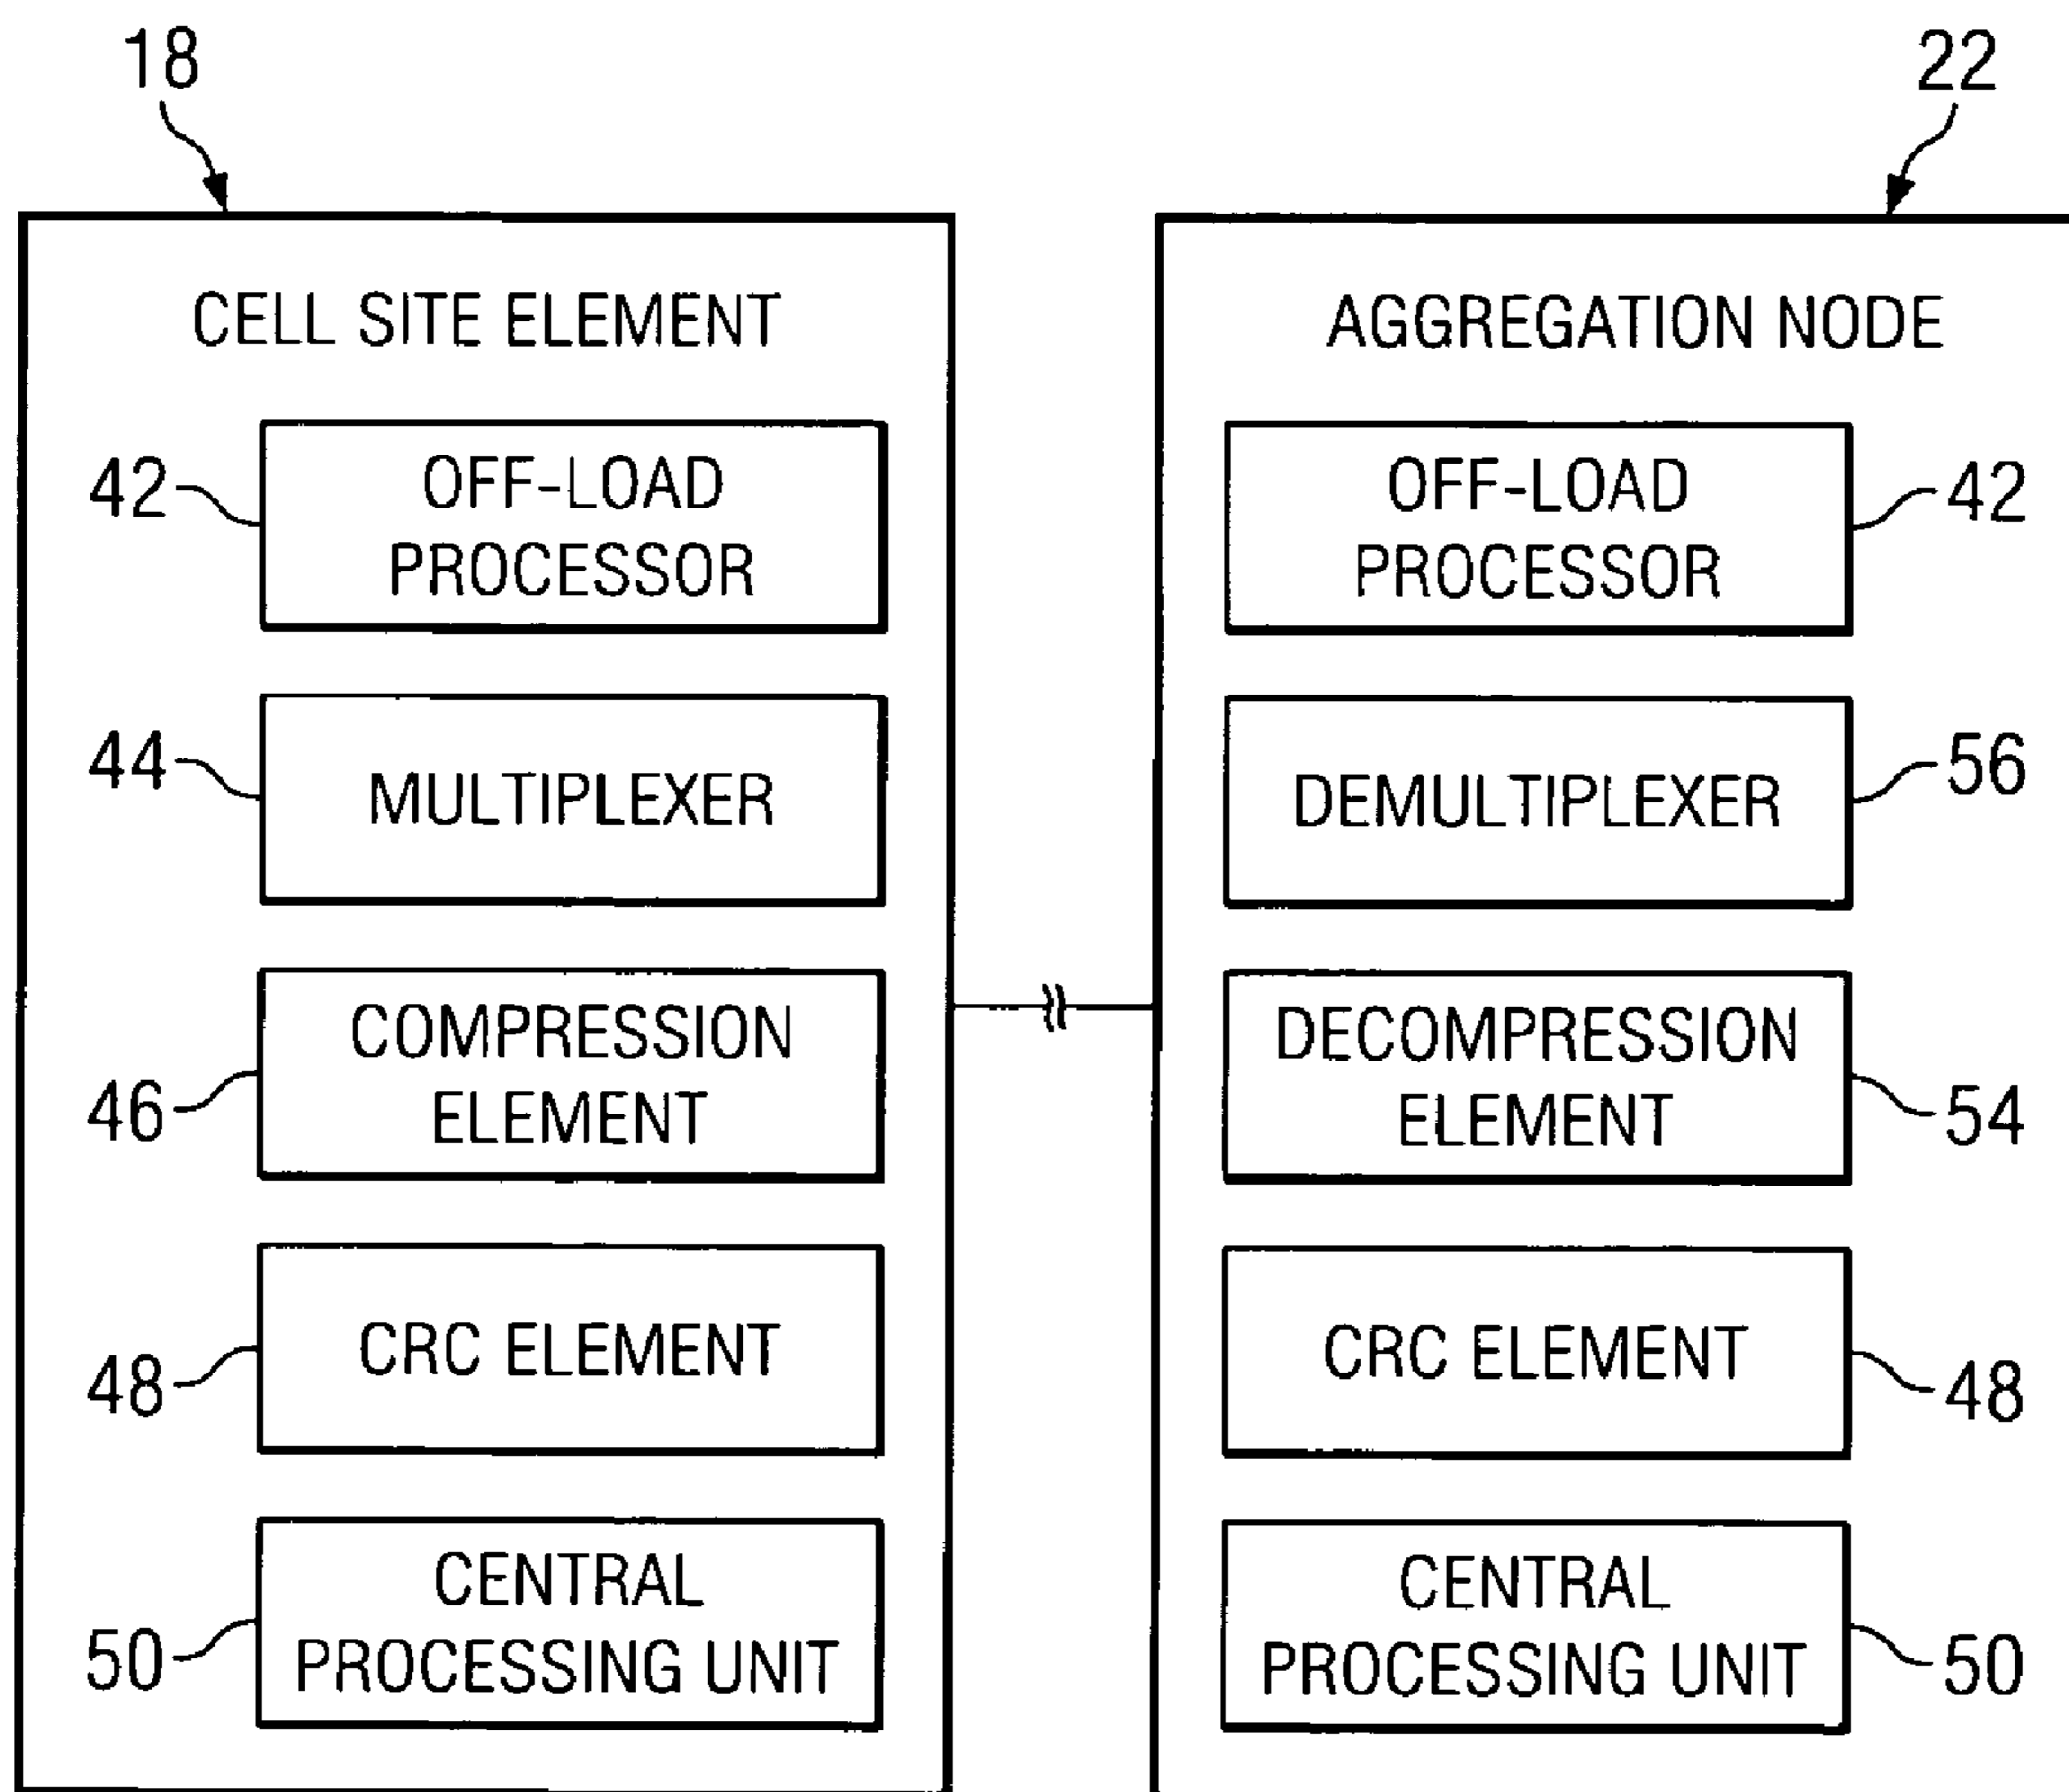 18
22
CELL SITE ELEMENT
42
OFF-LOAD
PROCESSOR
44
MULTIPLEXER
46
COMPRESSION
ELEMENT
48
CRC ELEMENT
50
CENTRAL
PROCESSING UNIT
AGGREGATION NODE
OFF-LOAD
PROCESSOR
42
DEMULTIPLEXER
56
DECOMPRESSION
ELEMENT
54
CRC ELEMENT
48
CENTRAL
PROCESSING UNIT
50